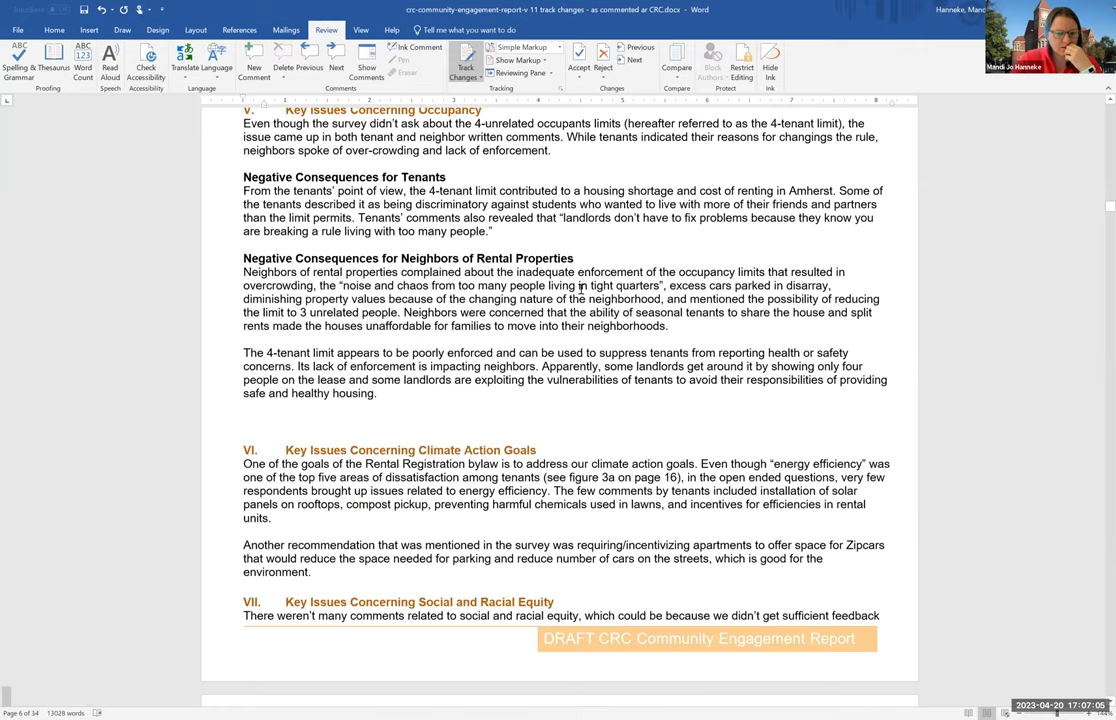 AutoSave
crc-community-engagement-report-v 11 track changes - as commented ar CRC.docx - Word
Hanneke, Mand
File Home Insert Draw Design Layout References Mailings Review View Help Tell me what you want to do
Spelling & Grammar Thesaurus Word Count Read Aloud Check Accessibility Translate Language New Comment Delete Previous Next Show Comments Ink Comment Pen Eraser Track Changes Simple Markup Show Markup Reviewing Pane Accept Reject Previous Next Compare Block Authors Restrict Editing Hide Ink
Proofing Speech Accessibility Language Comments Tracking Changes Compare Protect Ink
Mandi Jo Hanneke
V. Key Issues Concerning Occupancy
Even though the survey didn’t ask about the 4-unrelated occupants limits (hereafter referred to as the 4-tenant limit), the
issue came up in both tenant and neighbor written comments. While tenants indicated their reasons for changings the rule,
neighbors spoke of over-crowding and lack of enforcement.
Negative Consequences for Tenants
From the tenants’ point of view, the 4-tenant limit contributed to a housing shortage and cost of renting in Amherst. Some of
the tenants described it as being discriminatory against students who wanted to live with more of their friends and partners
than the limit permits. Tenants’ comments also revealed that “landlords don’t have to fix problems because they know you
are breaking a rule living with too many people.”
Negative Consequences for Neighbors of Rental Properties
Neighbors of rental properties complained about the inadequate enforcement of the occupancy limits that resulted in
overcrowding, the “noise and chaos from too many people living in tight quarters”, excess cars parked in disarray,
diminishing property values because of the changing nature of the neighborhood, and mentioned the possibility of reducing
the limit to 3 unrelated people. Neighbors were concerned that the ability of seasonal tenants to share the house and split
rents made the houses unaffordable for families to move into their neighborhoods.
The 4-tenant limit appears to be poorly enforced and can be used to suppress tenants from reporting health or safety
concerns. Its lack of enforcement is impacting neighbors. Apparently, some landlords get around it by showing only four
people on the lease and some landlords are exploiting the vulnerabilities of tenants to avoid their responsibilities of providing
safe and healthy housing.
VI. Key Issues Concerning Climate Action Goals
One of the goals of the Rental Registration bylaw is to address our climate action goals. Even though “energy efficiency” was
one of the top five areas of dissatisfaction among tenants (see figure 3a on page 16), in the open ended questions, very few
respondents brought up issues related to energy efficiency. The few comments by tenants included installation of solar
panels on rooftops, compost pickup, preventing harmful chemicals used in lawns, and incentives for efficiencies in rental
units.
Another recommendation that was mentioned in the survey was requiring/incentivizing apartments to offer space for Zipcars
that would reduce the space needed for parking and reduce number of cars on the streets, which is good for the
environment.
VII. Key Issues Concerning Social and Racial Equity
There weren’t many comments related to social and racial equity, which could be because we didn’t get sufficient feedback
DRAFT CRC Community Engagement Report
Page 6 of 34 13028 words
2023-04-20 17:07:05
144%